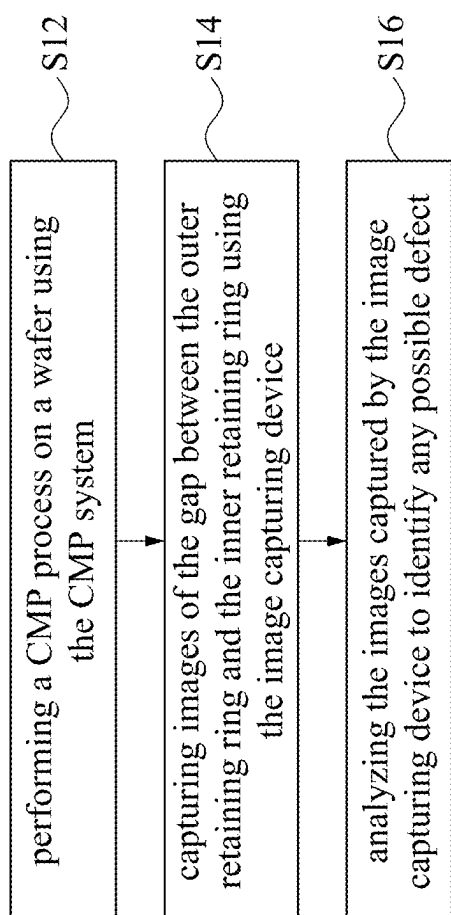 performing a CMP process on a wafer using
the CMP system
S12
capturing images of the gap between the outer
retaining ring and the inner retaining ring using
the image capturing device
S14
analyzing the images captured by the image
capturing device to identify any possible defect
S16